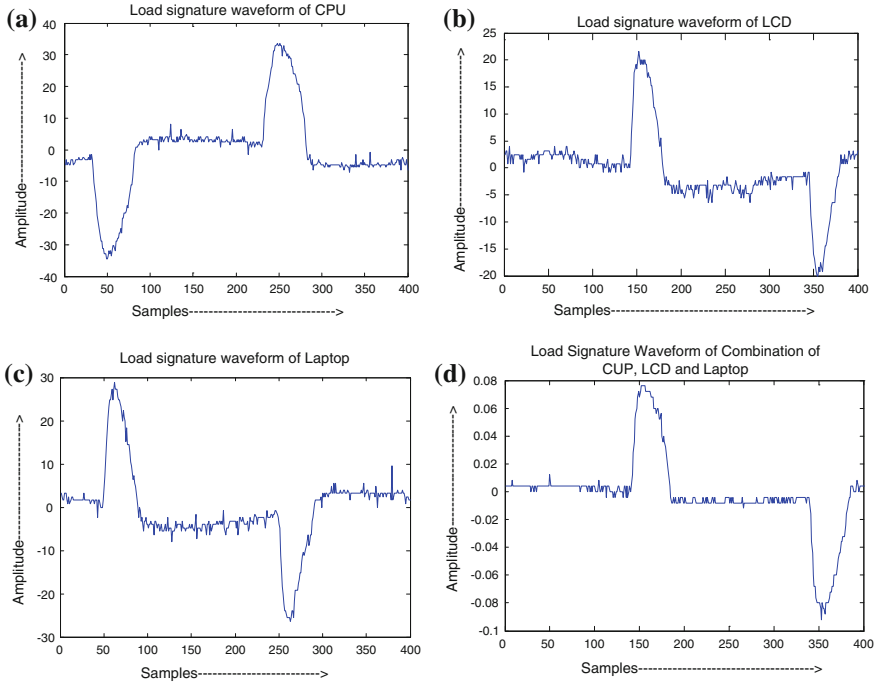 (a)
Load signature waveform of CPU
40
30
20
10
0
-10
-20
-30
-40
Amplitude------------------>
0 50 100 150 200 250 300 350 400
Samples------------------------------->
(b)
Load signature waveform of LCD
25
20
15
10
5
0
-5
-10
-15
-20
Amplitude------------------>
0 50 100 150 200 250 300 350 400
Samples------------------------------------------->
(c)
Load signature waveform of Laptop
30
20
10
0
-10
-20
-30
Amplitude------------------>
0 50 100 150 200 250 300 350 400
Samples--------------------------->
(d)
Load Signature Waveform of Combination of
CUP, LCD and Laptop
0.08
0.06
0.04
0.02
0
-0.02
-0.04
-0.06
-0.08
-0.1
Amplitude------------------>
0 50 100 150 200 250 300 350 400
Samples------------------------------------------->